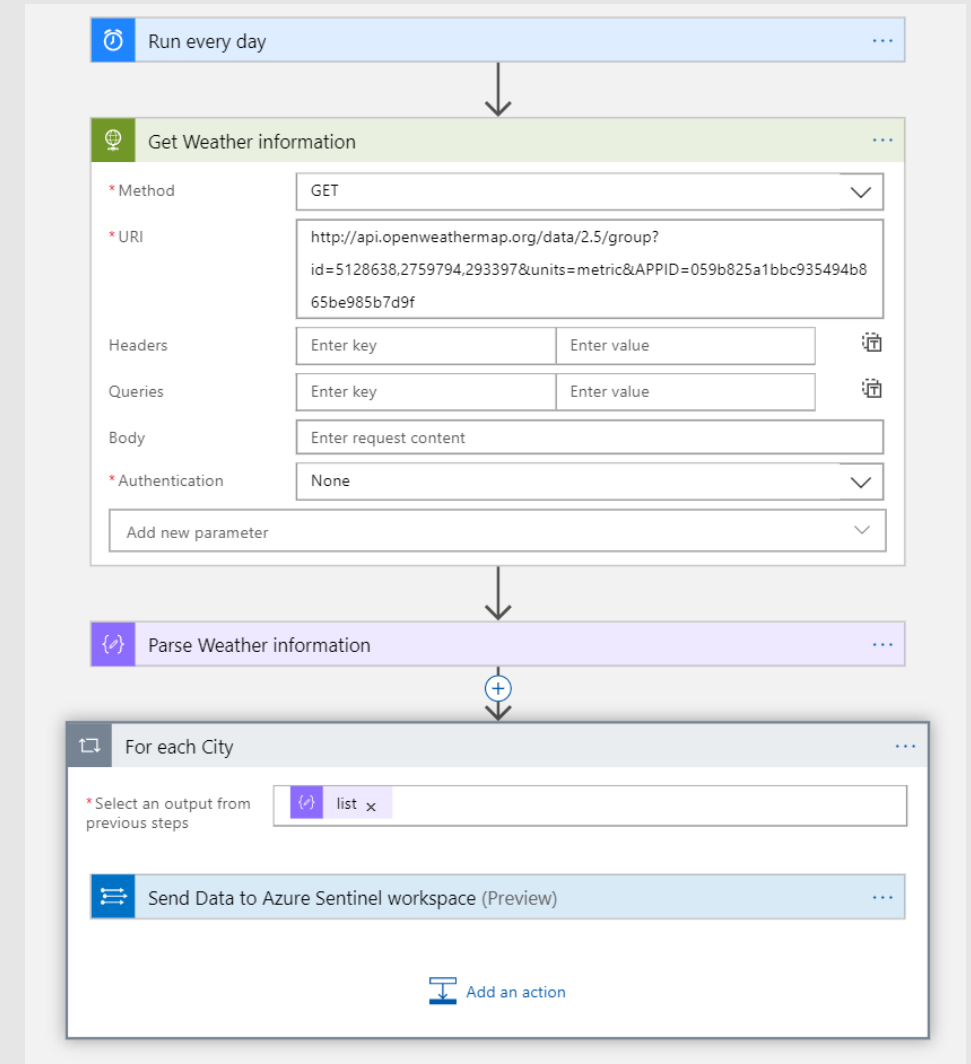 Run every day
Get Weather information
* Method
GET
* URI
http://api.openweathermap.org/data/2.5/group?
id=5128638,2759794,293397&units=metric&APPID=059b825a1bbc935494b8
65be985b7d9f
Headers
Enter key
Enter value
Queries
Enter key
Enter value
Body
Enter request content
* Authentication
None
Add new parameter
Parse Weather information
For each City
* Select an output from
previous steps
list x
Send Data to Azure Sentinel workspace (Preview)
Add an action